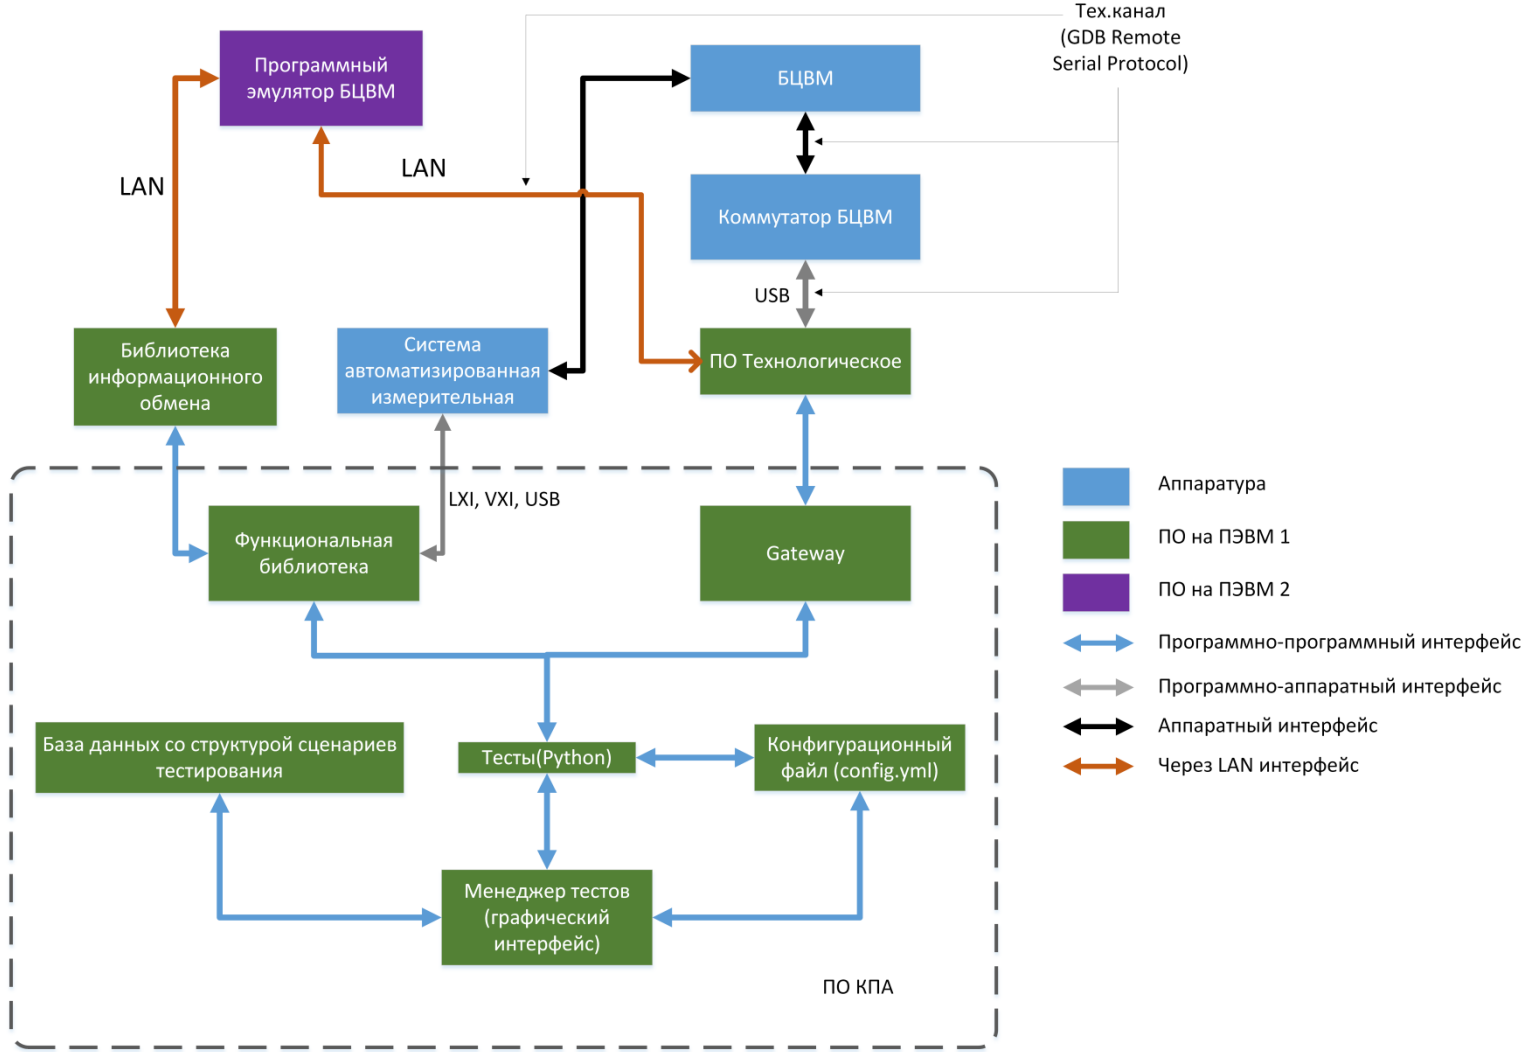 Тех.канал
(GDB Remote
Serial Protocol)
Программный
эмулятор БЦВМ
БЦВМ
LAN
LAN
Коммутатор БЦВМ
USB
Библиотека
информационного
обмена
Система
автоматизированная
измерительная
ПО Технологическое
LXI, VXI, USB
Функциональная
библиотека
Gateway
База данных со структурой сценариев
тестирования
Тесты(Python)
Конфигурационный
файл (config.yml)
Менеджер тестов
(графический
интерфейс)
ПО КПА
Аппаратура
ПО на ПЭВМ 1
ПО на ПЭВМ 2
Программно-программный интерфейс
Программно-аппаратный интерфейс
Аппаратный интерфейс
Через LAN интерфейс